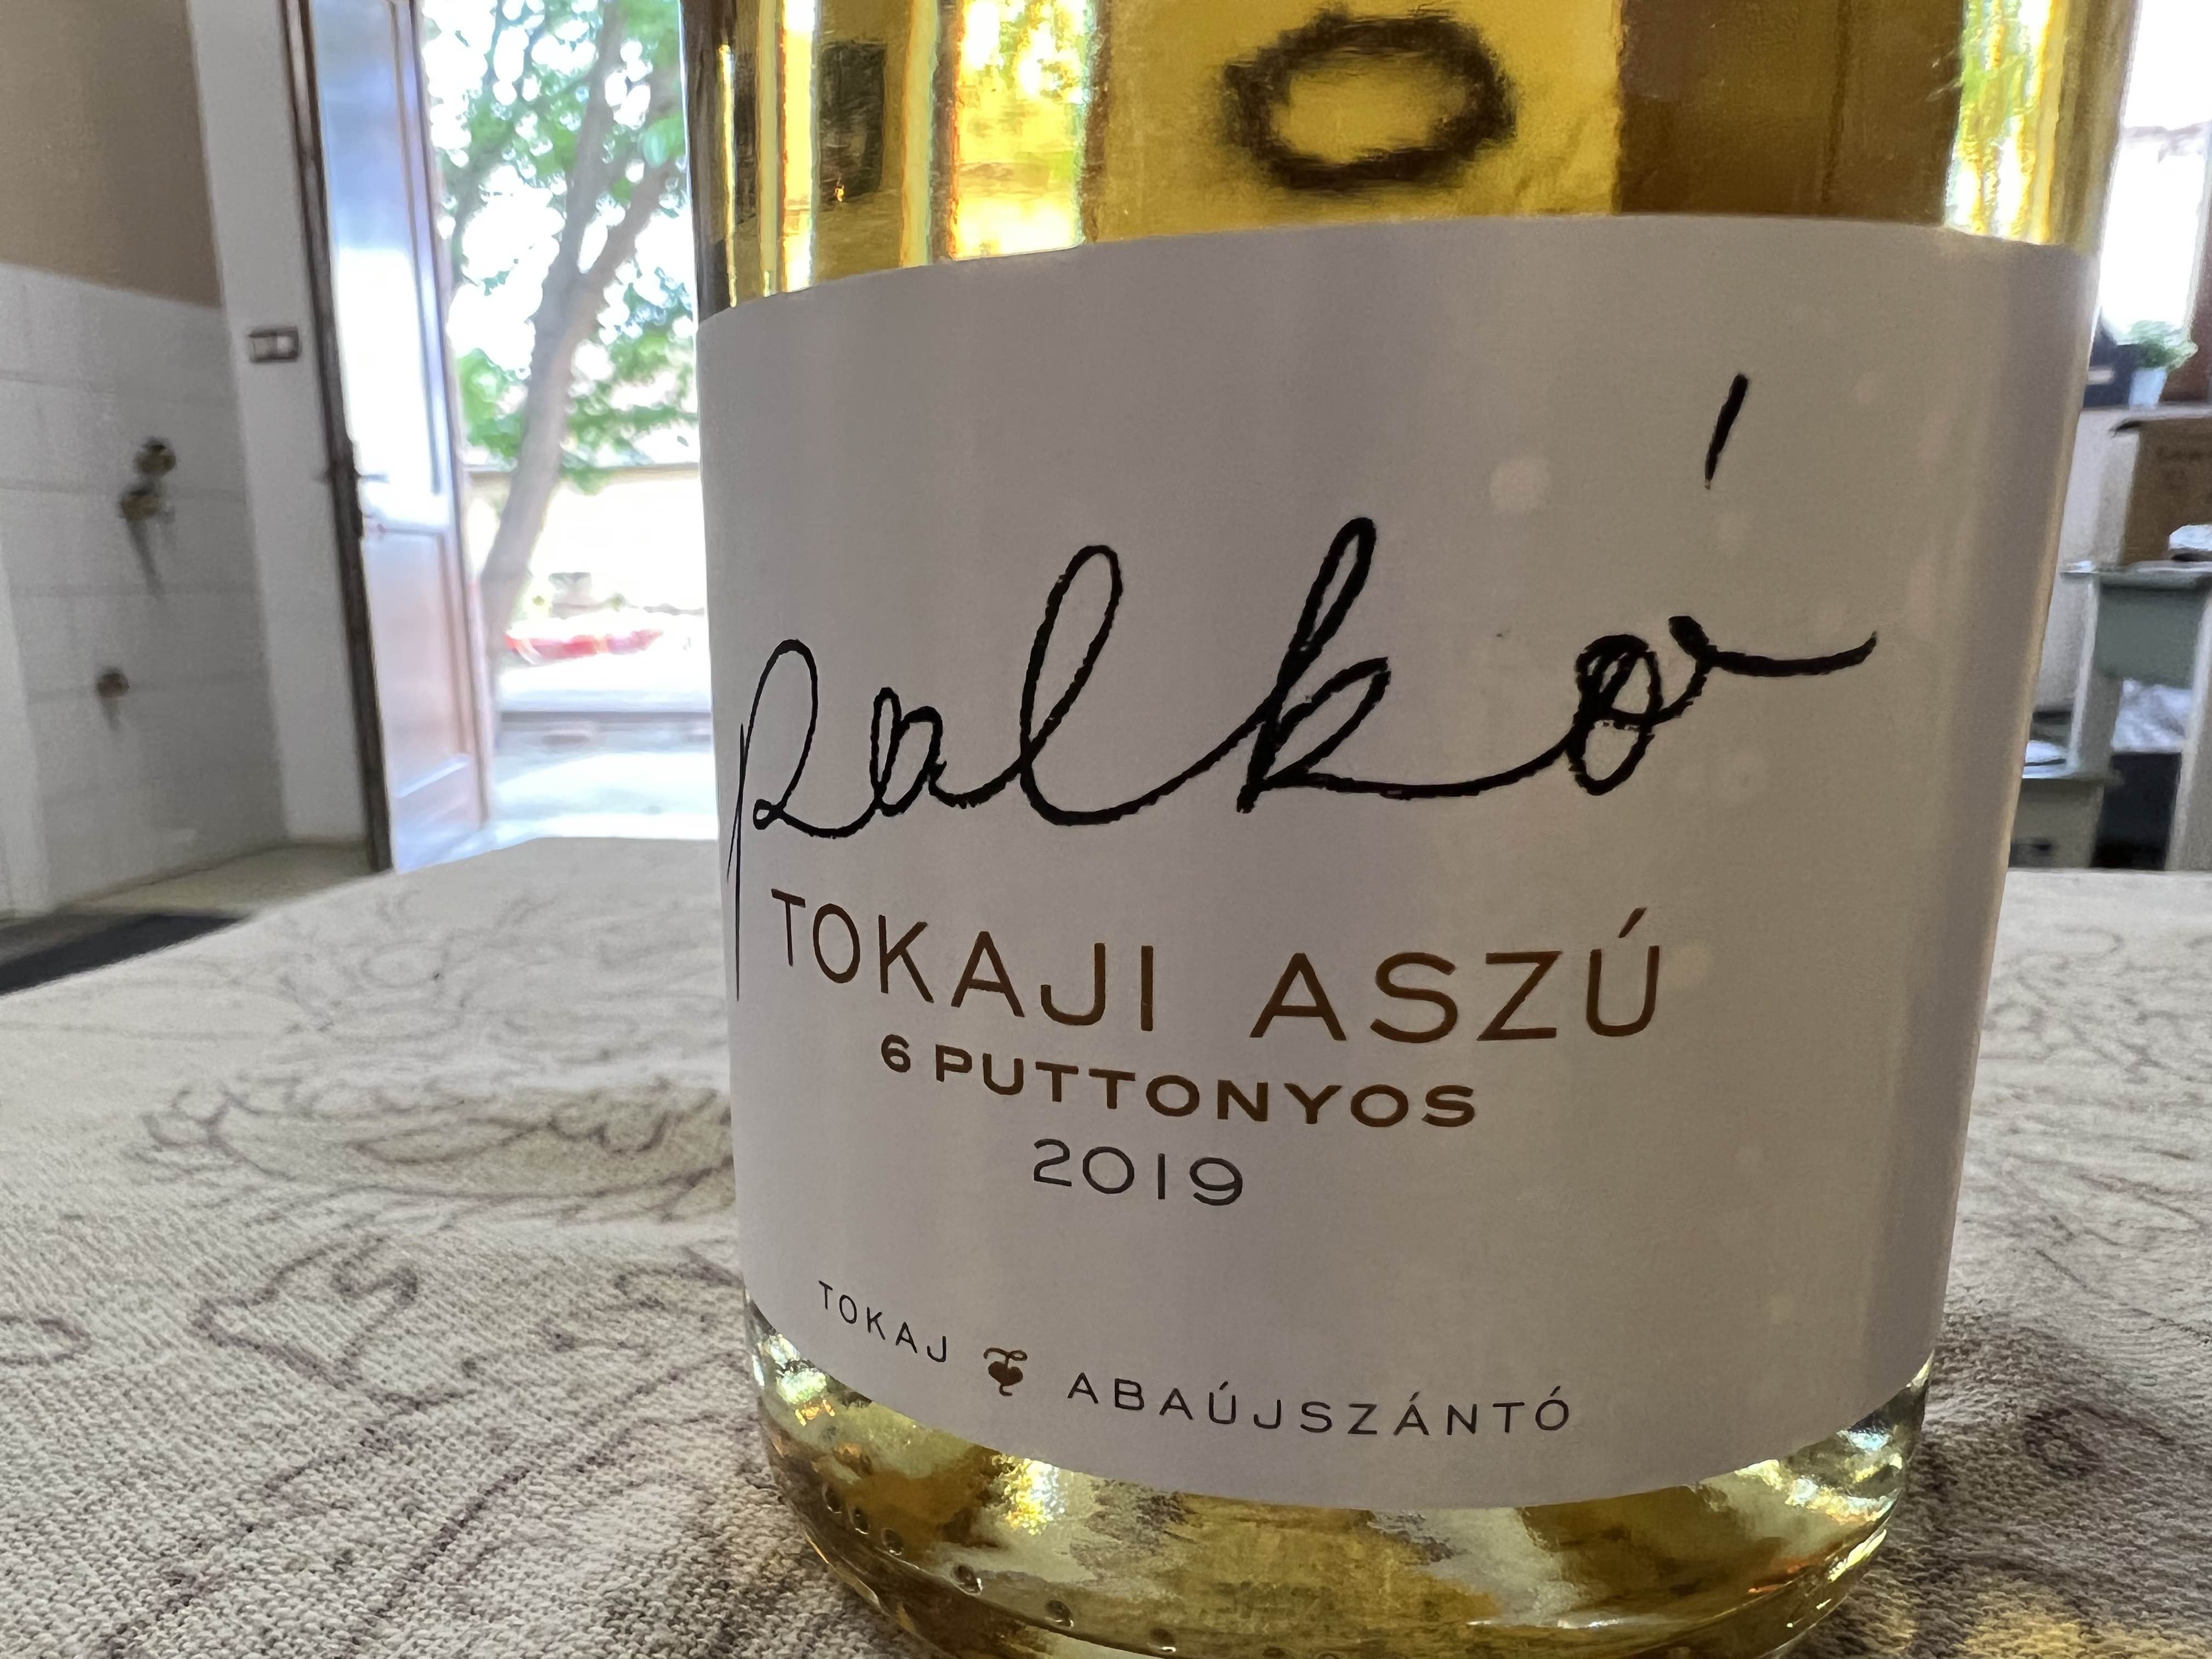 palkó
TOKAJI ASZÚ
6 PUTTONYOS
2019
TOKAJ ABAÚJSZÁNTÓ